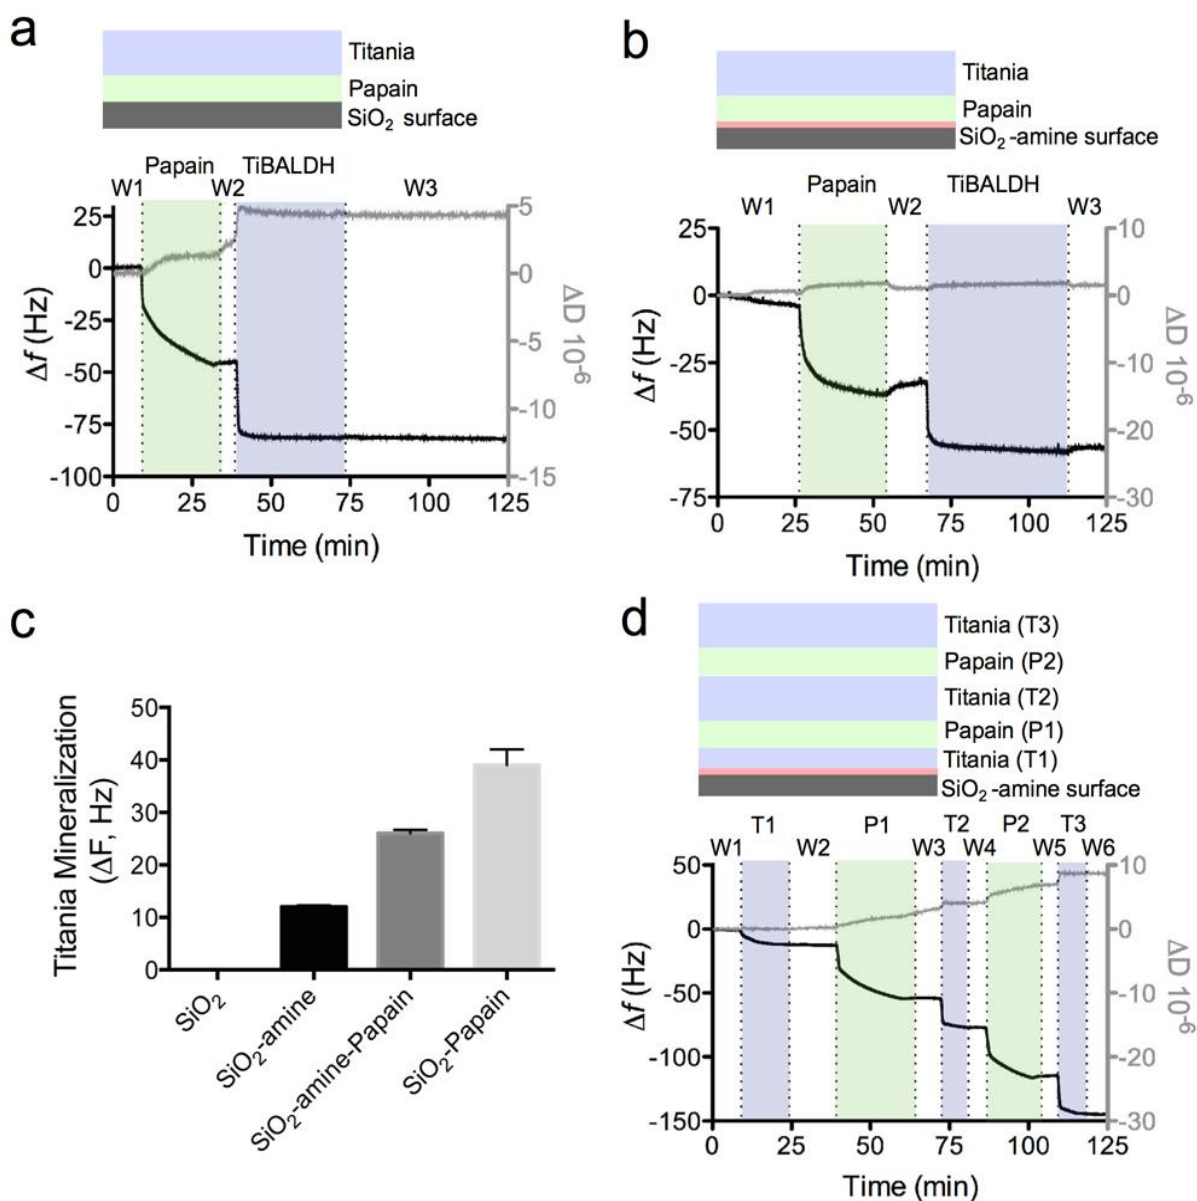 a
Titania
Papain
SiO2 surface
Papain
TiBALDH
W1
W2
W3
25
0
-25
-50
-75
-100
Δf (Hz)
5
0
-5
-10
-15
ΔD 10-6
0
25
50
75
100
125
Time (min)
b
Titania
Papain
SiO2-amine surface
Papain
TiBALDH
W1
W2
W3
25
0
-25
-50
-75
Δf (Hz)
10
0
-10
-20
-30
ΔD 10-6
0
25
50
75
100
125
Time (min)
c
Titania Mineralization
(ΔF, Hz)
50
40
30
20
10
0
SiO2
SiO2-amine
SiO2-amine-Papain
SiO2-Papain
d
Titania (T3)
Papain (P2)
Titania (T2)
Papain (P1)
Titania (T1)
SiO2-amine surface
T1
P1
T2
P2
T3
W1
W2
W3
W4
W5
W6
50
0
-50
-100
-150
Δf (Hz)
10
0
-10
-20
-30
ΔD 10-6
0
25
50
75
100
125
Time (min)